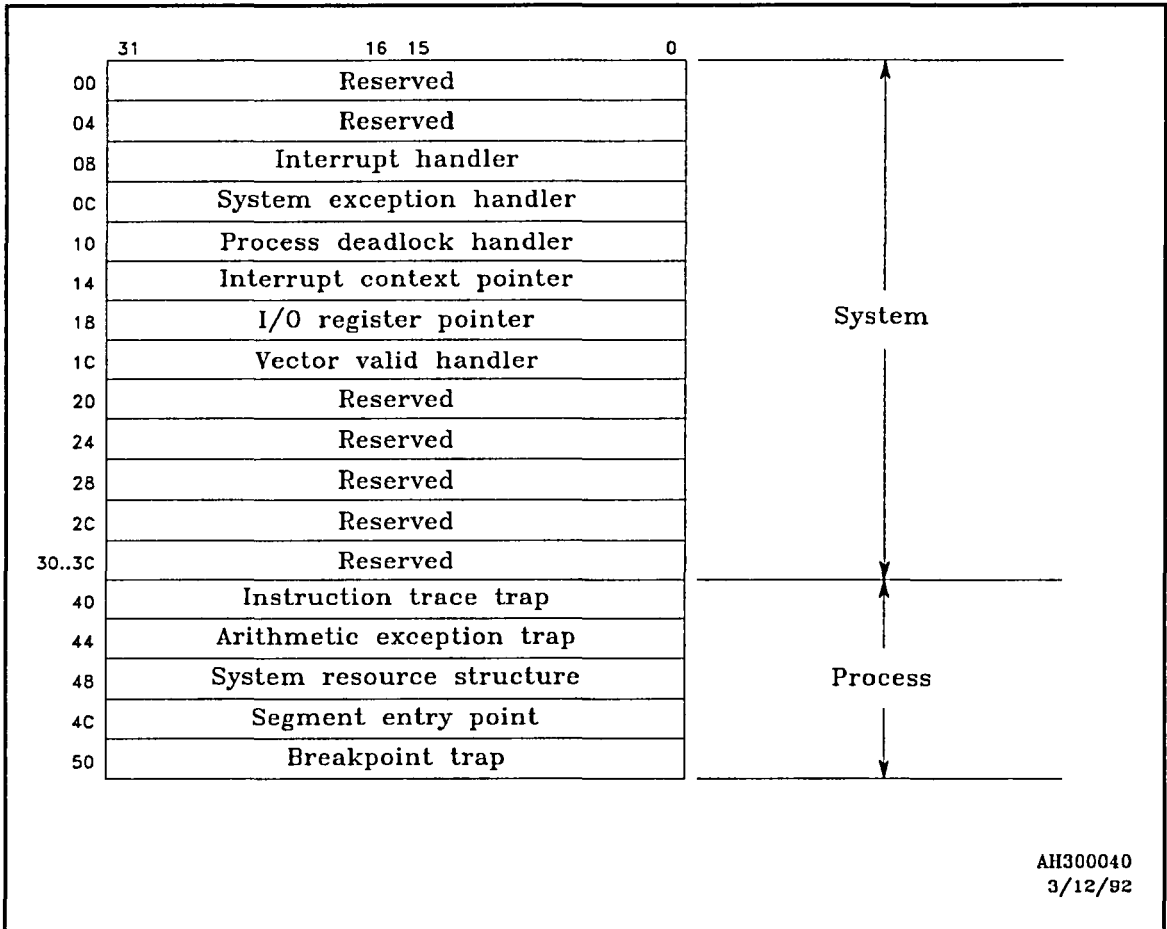 31 16 15 0
00 Reserved
04 Reserved
08 Interrupt handler
0C System exception handler
10 Process deadlock handler
14 Interrupt context pointer
18 I/O register pointer System
1C Vector valid handler
20 Reserved
24 Reserved
28 Reserved
2C Reserved
30..3C Reserved
40 Instruction trace trap
44 Arithmetic exception trap
48 System resource structure Process
4C Segment entry point
50 Breakpoint trap
AH300040
3/12/92